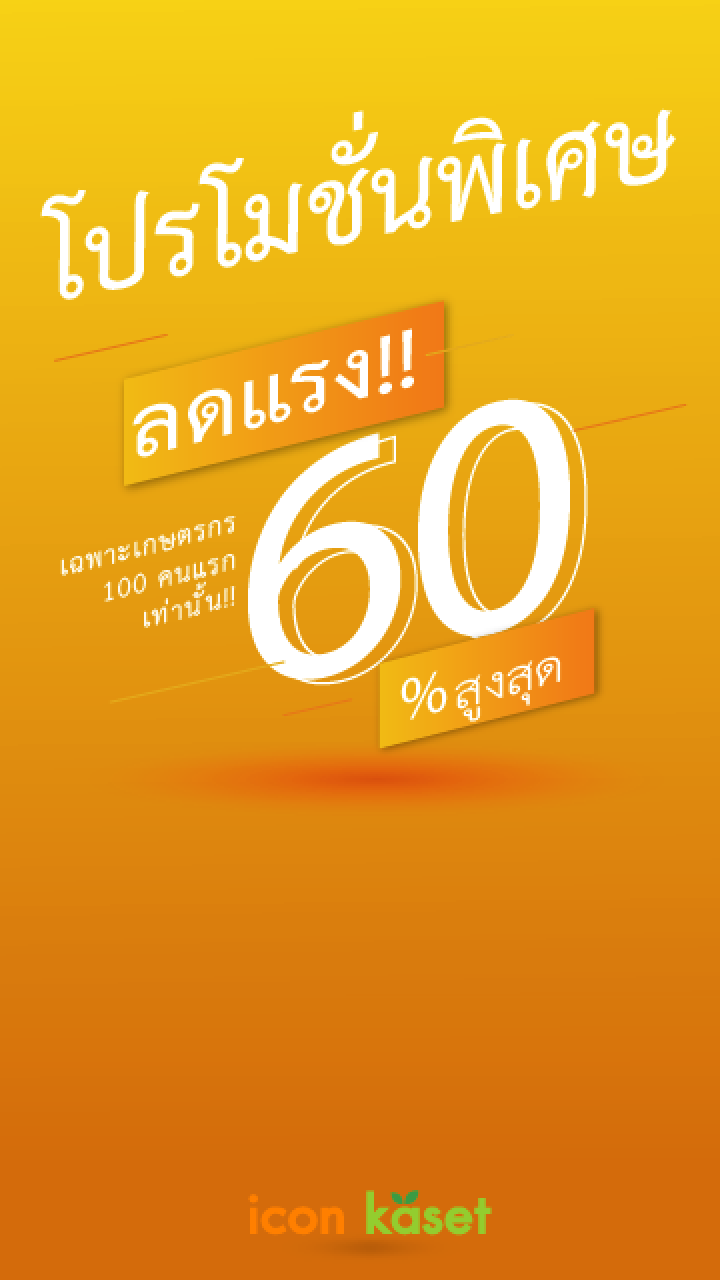 โปรโมชั่นพิเศษ
ลดแรง!!
เฉพาะเกษตรกร
100 คนแรก
เท่านั้น!!
60
%สูงสุด
icon kaset